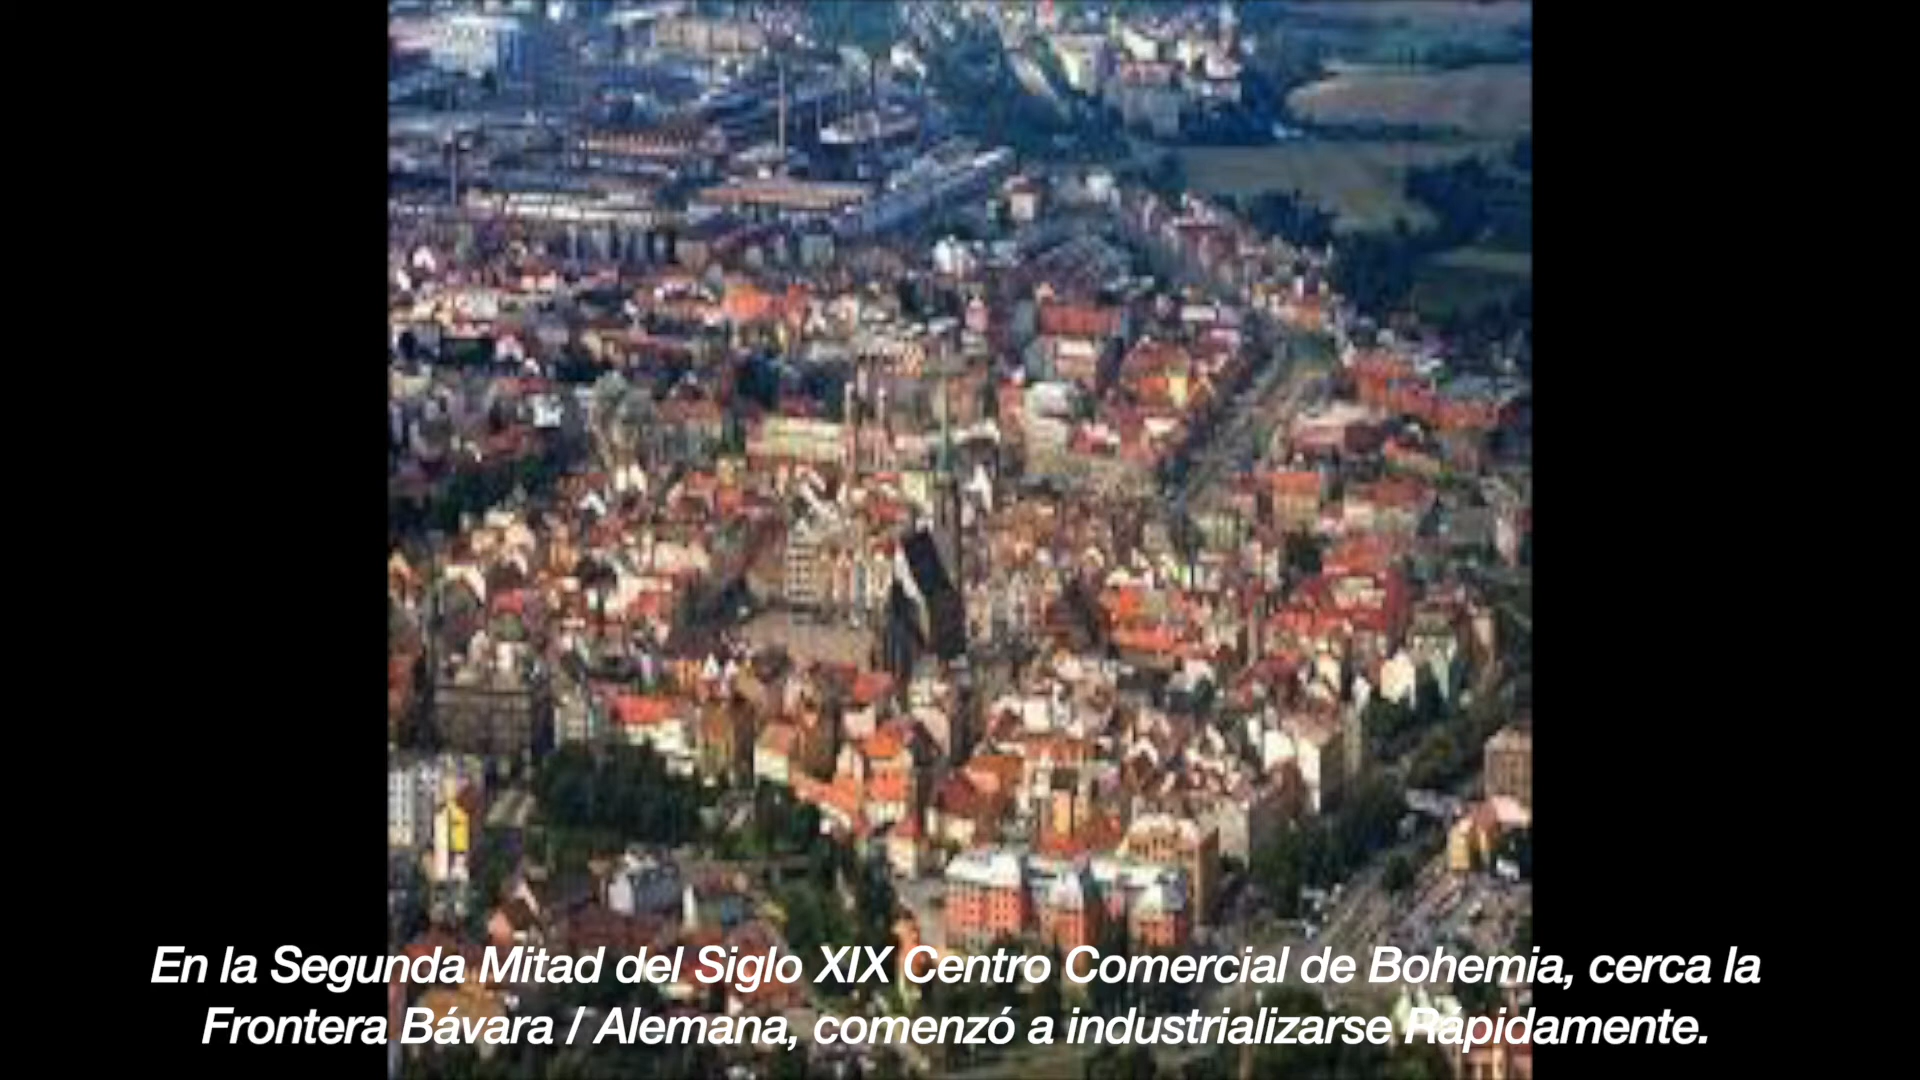 En la Segunda Mitad del Siglo XIX Centro Comercial de Bohemia, cerca la
Frontera Bávara / Alemana, comenzó a industrializarse Rápidamente.